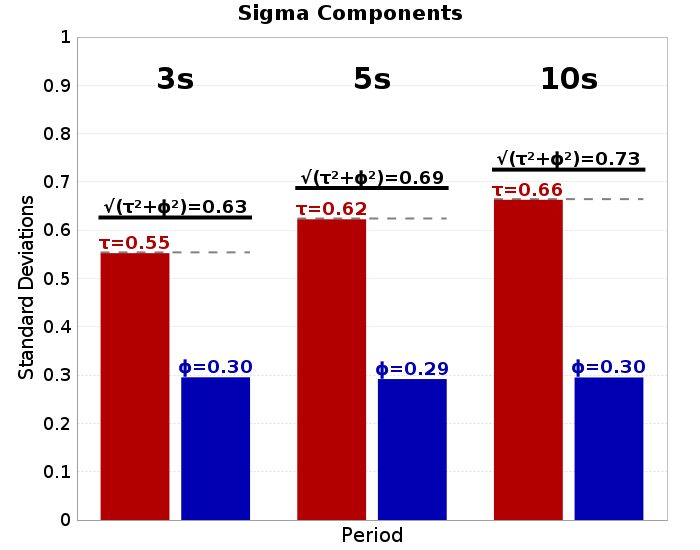 Sigma Components
1
0.9
0.8
0.7
0.6
0.5
0.4
0.3
0.2
0.1
0
Standard Deviations
3s
5s
10s
√(τ²+ϕ²)=0.63
√(τ²+ϕ²)=0.69
√(τ²+ϕ²)=0.73
τ=0.55
τ=0.62
τ=0.66
ϕ=0.30
ϕ=0.29
ϕ=0.30
Period